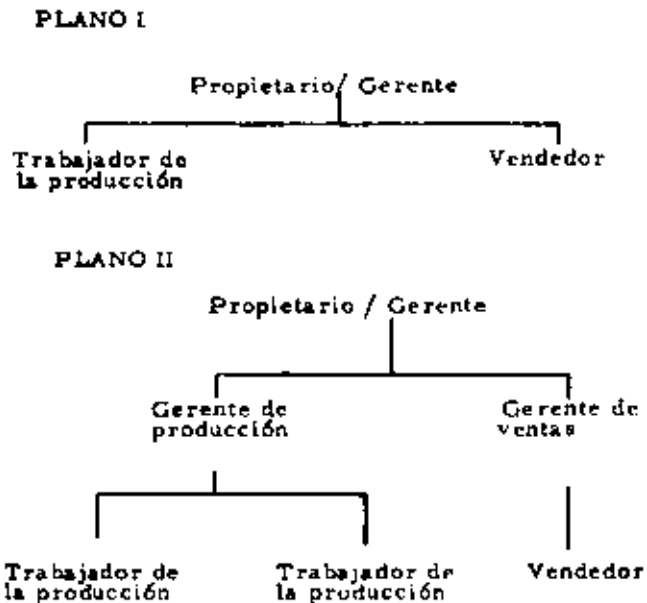 PLANO I
Propietario/ Gerente
Trabajador de
la producción
Vendedor
PLANO II
Propietario / Gerente
Gerente de
producción
Gerente de
ventas
Trabajador de
la producción
Trabajador de
la producción
Vendedor